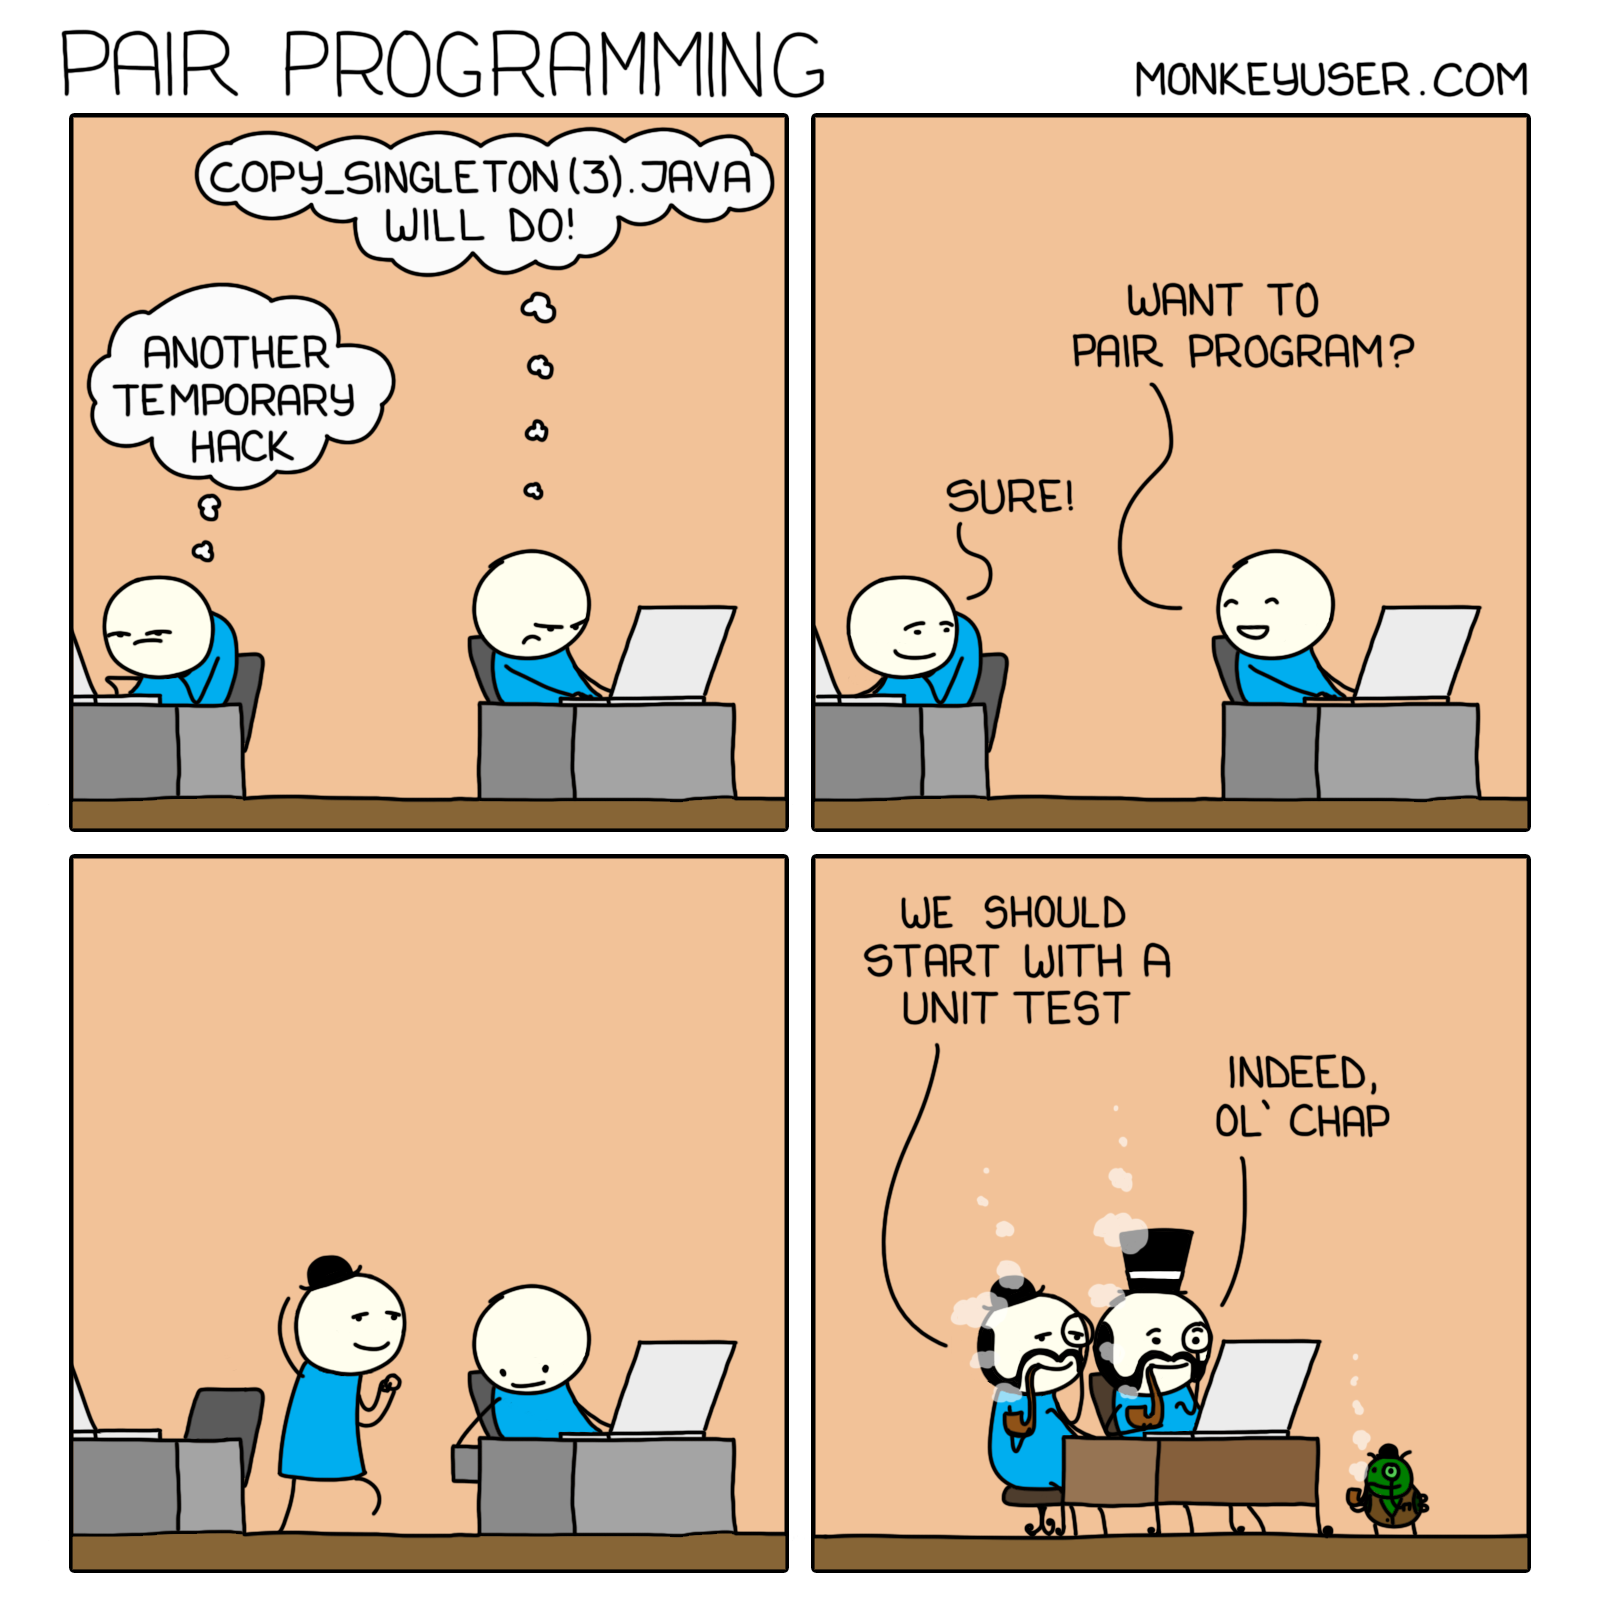 PAIR PROGRAMMING
MONKEYUSER.COM
COPY_SINGLETON(3).JAVA
WILL DO!
ANOTHER
TEMPORARY
HACK
WANT TO
PAIR PROGRAM?
SURE!
WE SHOULD
START WITH A
UNIT TEST
INDEED,
OL` CHAP